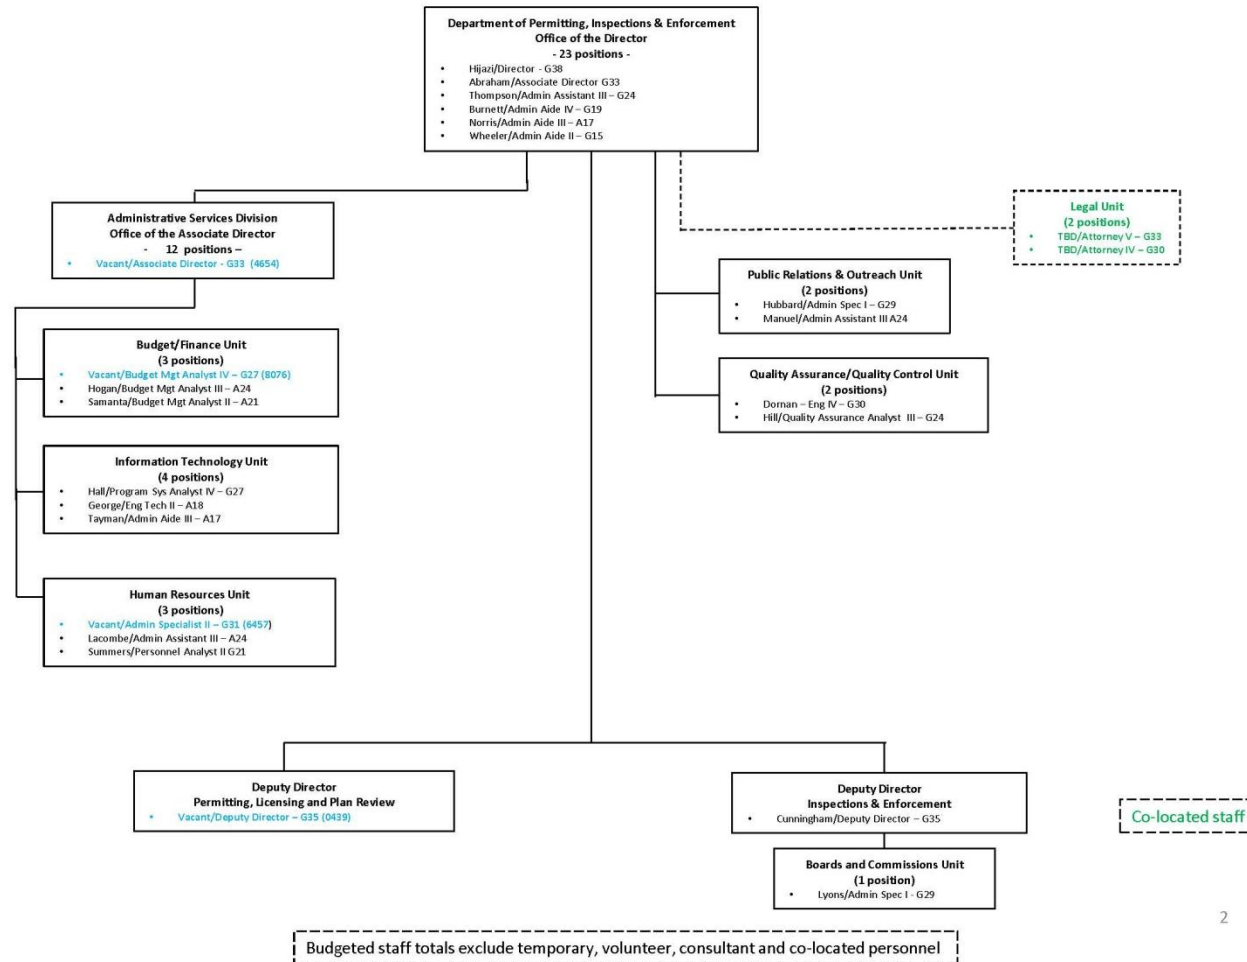 Department of Permitting, Inspections & Enforcement
Office of the Director
- 23 positions -
• Hijazi/Director - G38
• Abraham/Associate Director G33
• Thompson/Admin Assistant III – G24
• Burnett/Admin Aide IV – G19
• Norris/Admin Aide III – A17
• Wheeler/Admin Aide II – G15
Administrative Services Division
Office of the Associate Director
- 12 positions –
• Vacant/Associate Director - G33 (4654)
Legal Unit
(2 positions)
• TBD/Attorney V – G33
• TBD/Attorney IV – G30
Public Relations & Outreach Unit
(2 positions)
• Hubbard/Admin Spec I – G29
• Manuel/Admin Assistant III A24
Budget/Finance Unit
(3 positions)
• Vacant/Budget Mgt Analyst IV – G27 (8076)
• Hogan/Budget Mgt Analyst III – A24
• Samanta/Budget Mgt Analyst II – A21
Quality Assurance/Quality Control Unit
(2 positions)
• Dornan – Eng IV – G30
• Hill/Quality Assurance Analyst III – G24
Information Technology Unit
(4 positions)
• Hall/Program Sys Analyst IV – G27
• George/Eng Tech II – A18
• Tayman/Admin Aide III – A17
Human Resources Unit
(3 positions)
• Vacant/Admin Specialist II – G31 (6457)
• Lacombe/Admin Assistant III – A24
• Summers/Personnel Analyst II G21
Deputy Director
Permitting, Licensing and Plan Review
• Vacant/Deputy Director – G35 (0439)
Deputy Director
Inspections & Enforcement
• Cunningham/Deputy Director – G35
Co-located staff
Boards and Commissions Unit
(1 position)
• Lyons/Admin Spec I - G29
2
Budgeted staff totals exclude temporary, volunteer, consultant and co-located personnel